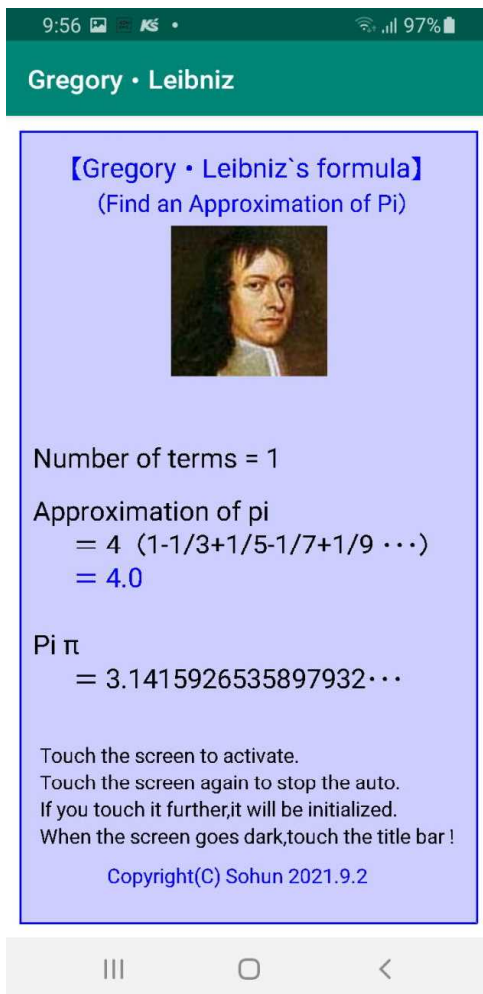 9:56 KŚ • 97%
Gregory・Leibniz
【Gregory・Leibniz`s formula】
(Find an Approximation of Pi)
Number of terms = 1
Approximation of pi
= 4 (1-1/3+1/5-1/7+1/9 ···)
= 4.0
Pi π
= 3.1415926535897932···
Touch the screen to activate.
Touch the screen again to stop the auto.
If you touch it further,it will be initialized.
When the screen goes dark,touch the title bar !
Copyright(C) Sohun 2021.9.2